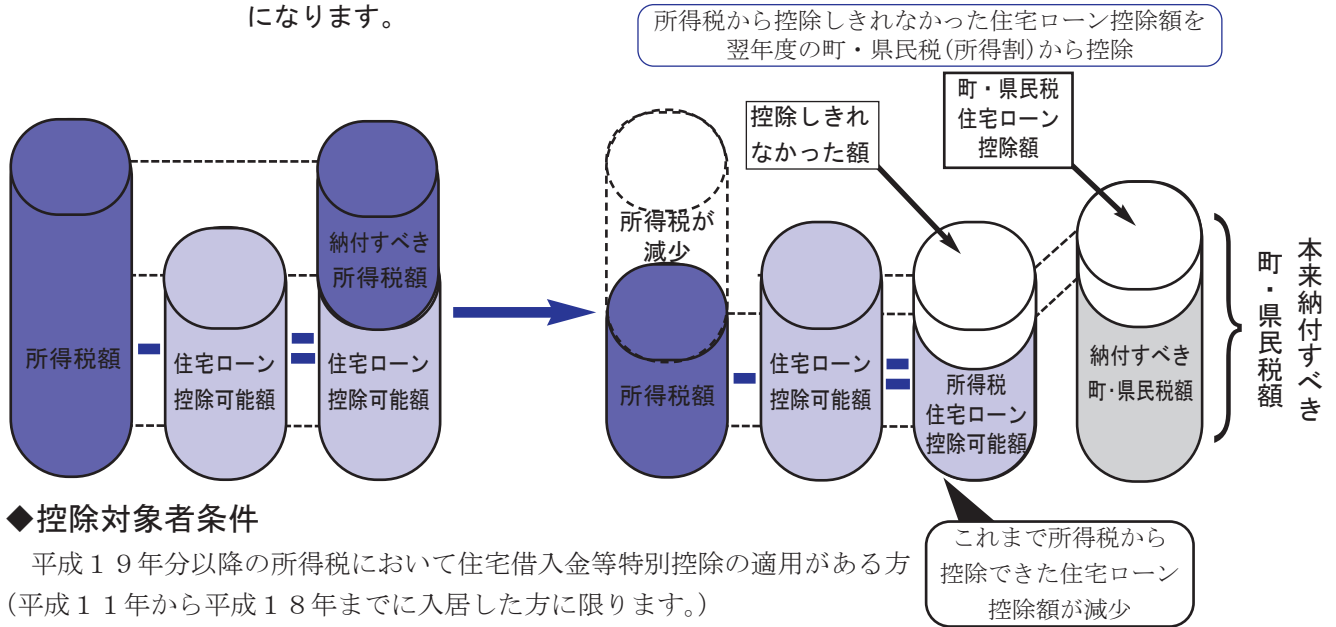 になります。
所得税から控除しきれなかった住宅ローン控除額を
翌年度の町・県民税(所得割)から控除
所得税額
住宅ローン
控除可能額
納付すべき
所得税額
住宅ローン
控除可能額
所得税が
減少
所得税額
住宅ローン
控除可能額
控除しきれ
なかった額
所得税
住宅ローン
控除可能額
町・県民税
住宅ローン
控除額
納付すべき
町・県民税額
本来納付すべき
町・県民税額
これまで所得税から
控除できた住宅ローン
控除額が減少
◆控除対象者条件
平成１９年分以降の所得税において住宅借入金等特別控除の適用がある方
(平成１１年から平成１８年までに入居した方に限ります。)